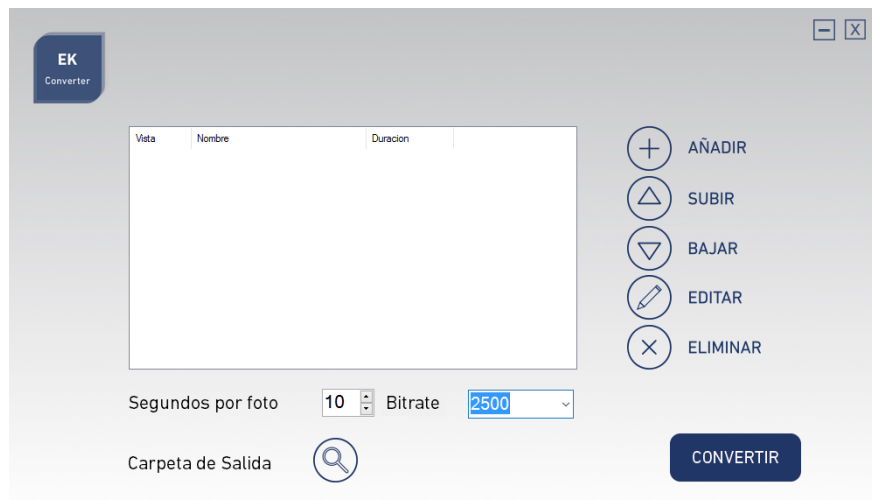 X
EK
Converter
Vista Nombre Duracion
AÑADIR
SUBIR
BAJAR
EDITAR
ELIMINAR
Segundos por foto 10 Bitrate 2500
Carpeta de Salida
CONVERTIR